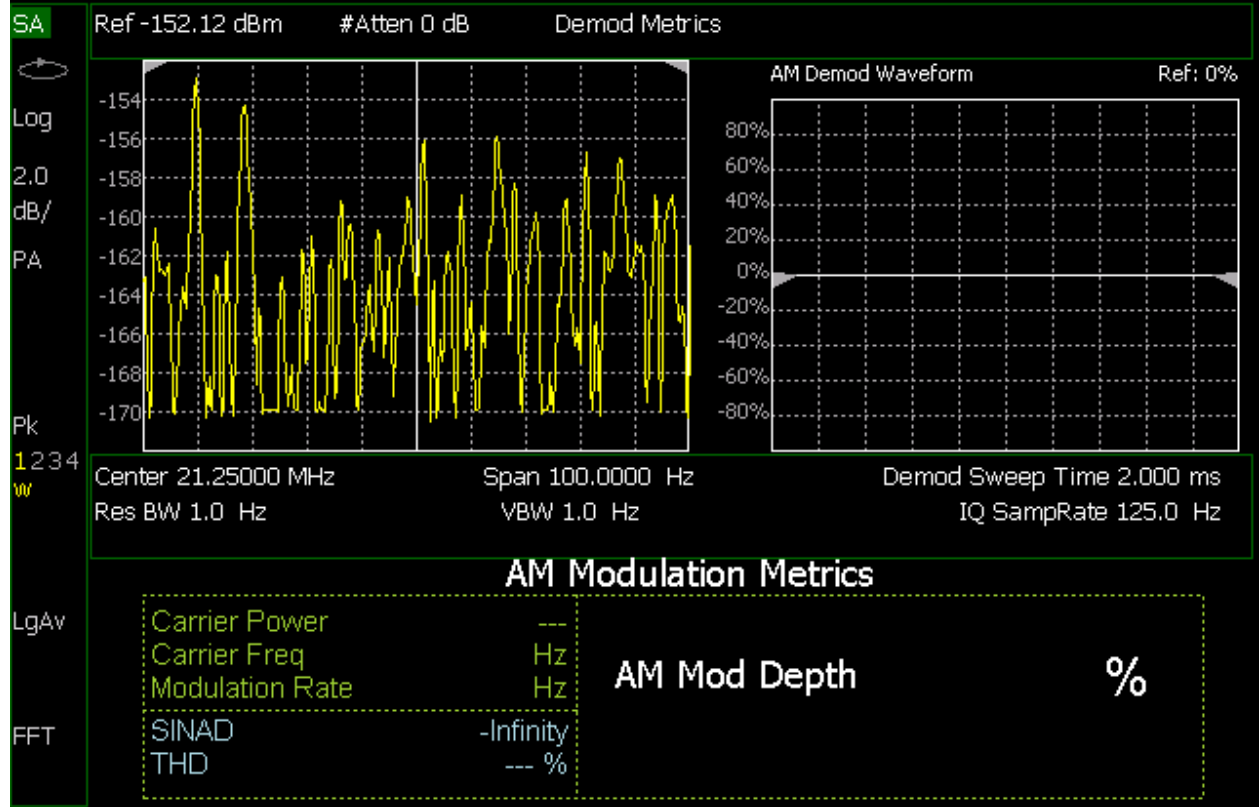 SA
Ref -152.12 dBm #Atten 0 dB Demod Metrics
Log
2.0
dB/
PA
Pk
1234
W
LgAv
FFT
-154
-156
-158
-160
-162
-164
-166
-168
-170
AM Demod Waveform Ref: 0%
80%
60%
40%
20%
0%
-20%
-40%
-60%
-80%
Center 21.25000 MHz Span 100.0000 Hz Demod Sweep Time 2.000 ms
Res BW 1.0 Hz VBW 1.0 Hz IQ SampRate 125.0 Hz
AM Modulation Metrics
Carrier Power ---
Carrier Freq Hz
Modulation Rate Hz
SINAD -Infinity
THD --- %
AM Mod Depth %